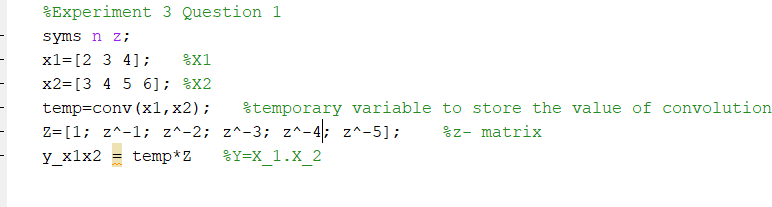 %Experiment 3 Question 1
syms n z;
x1=[2 3 4];   %X1
x2=[3 4 5 6]; %X2
temp=conv(x1,x2);   %temporary variable to store the value of convolution
Z=[1; z^-1; z^-2; z^-3; z^-4; z^-5];    %z- matrix
y_x1x2 = temp*Z   %Y=X_1.X_2